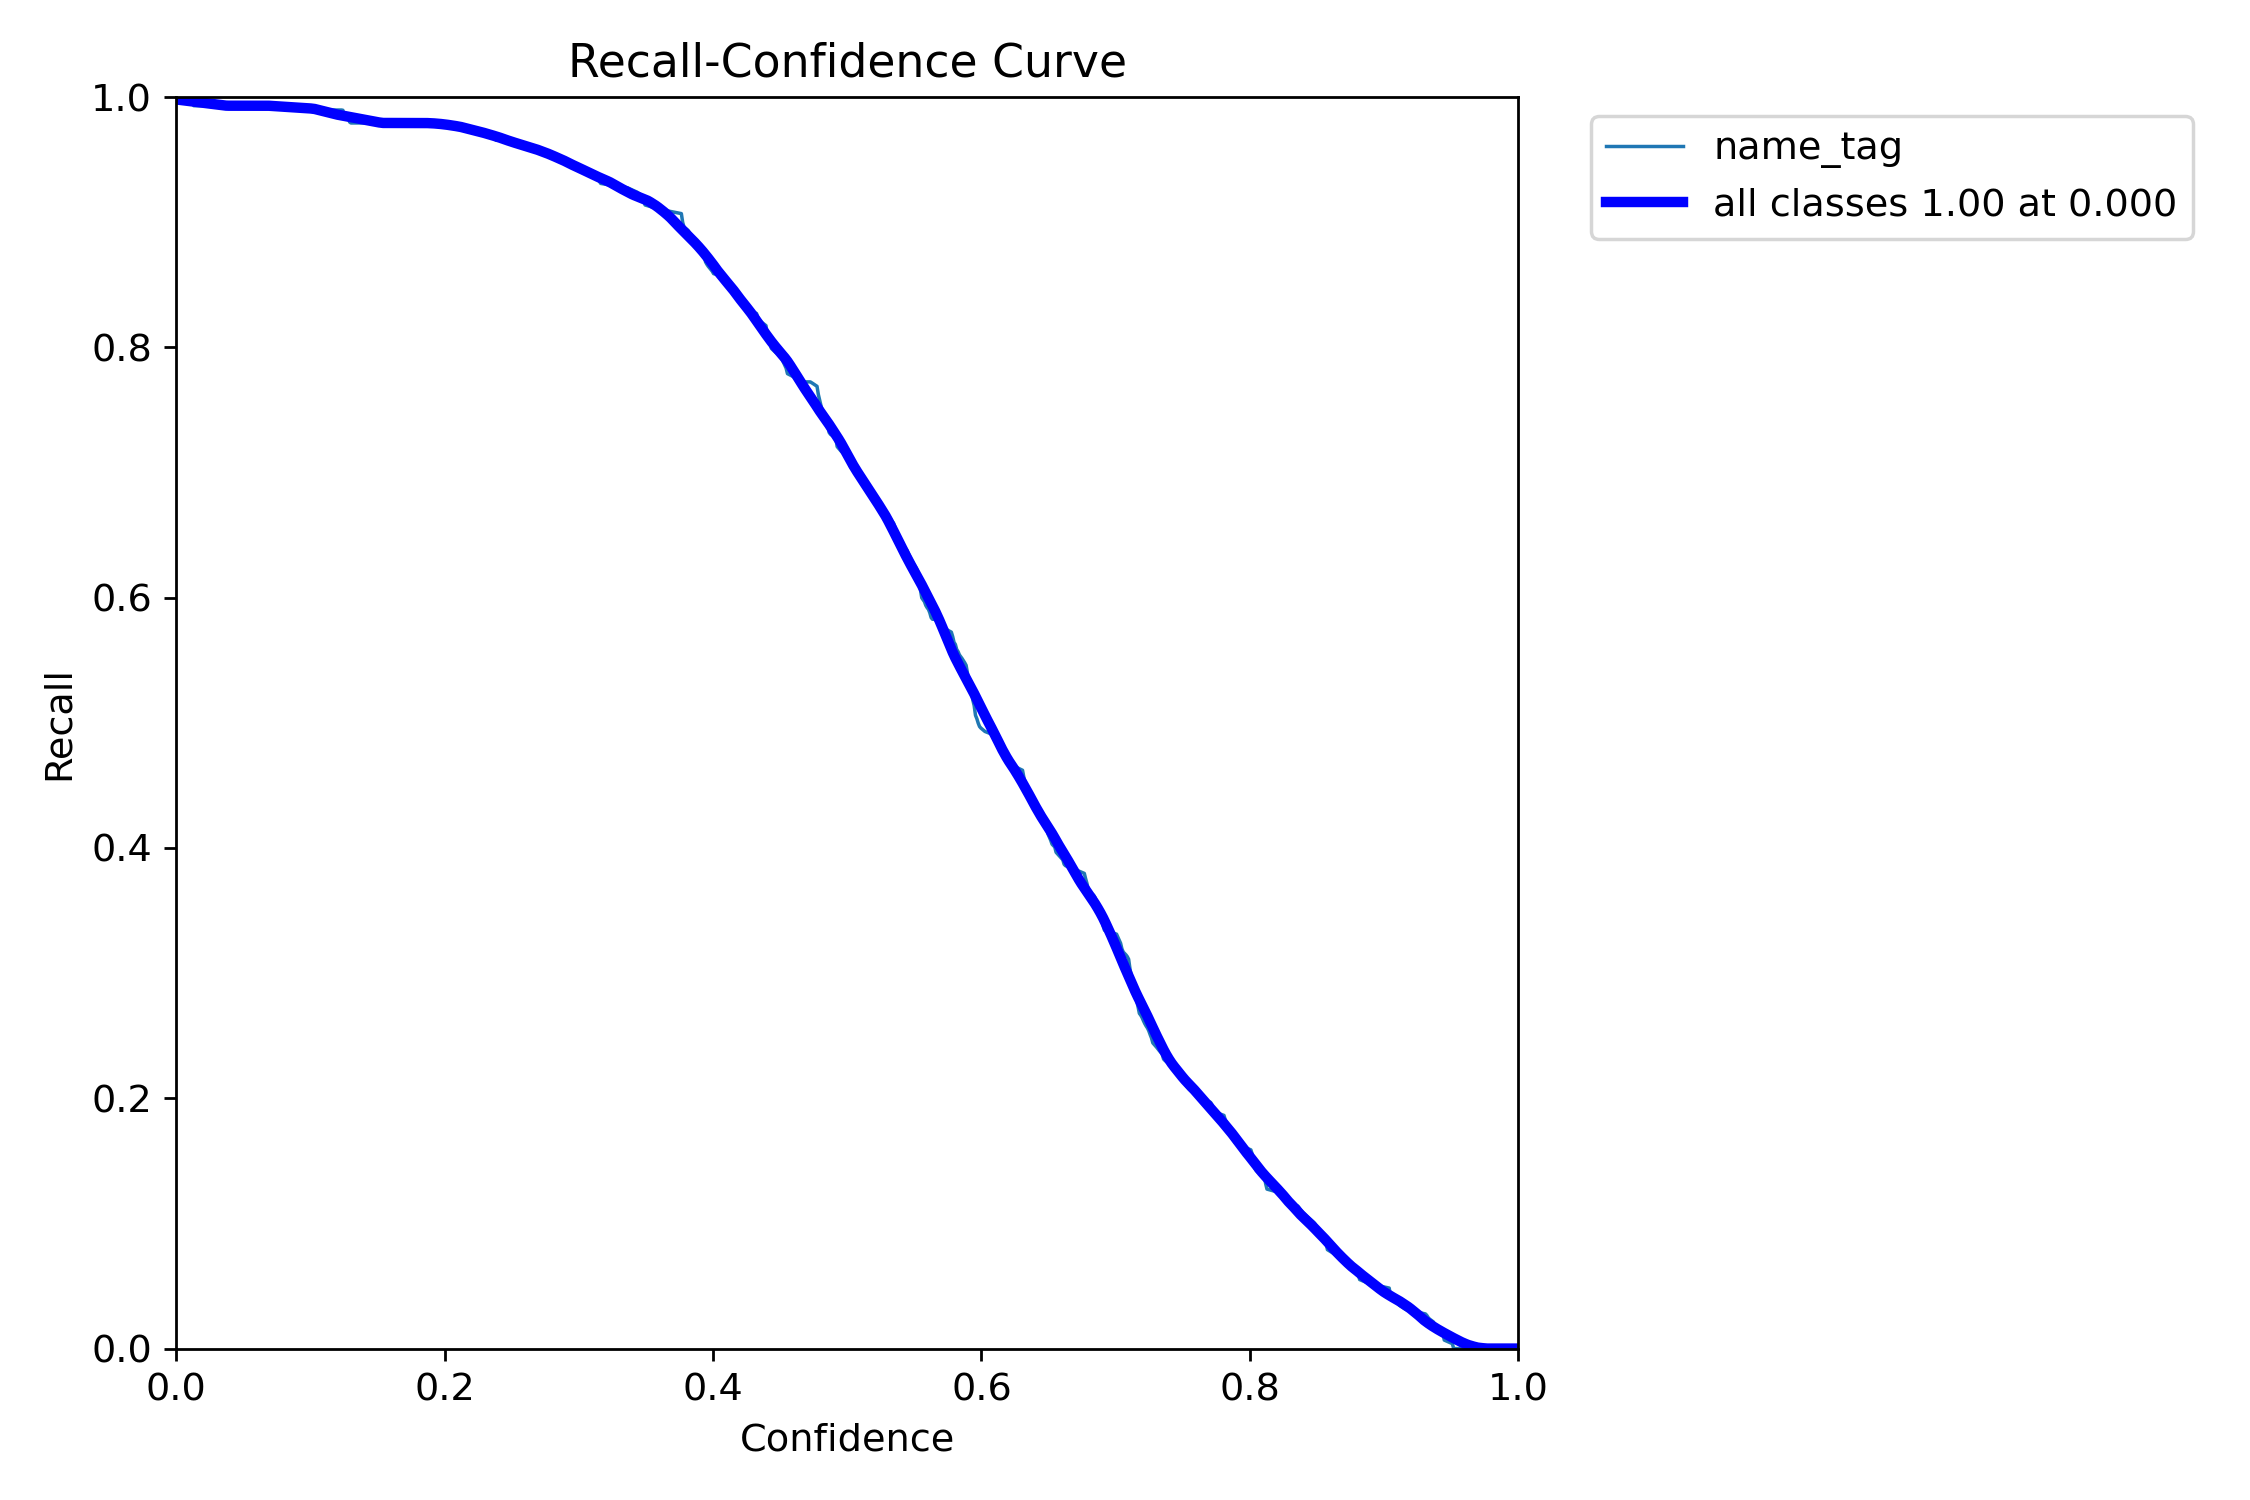 Recall-Confidence Curve
1.0
0.8
0.6
0.4
0.2
0.0
Recall
0.0 0.2 0.4 0.6 0.8 1.0
Confidence
name_tag
all classes 1.00 at 0.000